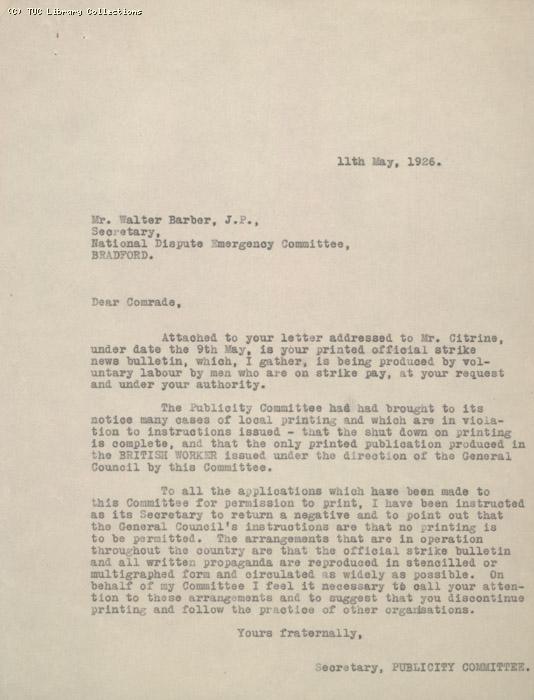 (C) TUC Library Collections
11th May, 1926.
Mr. Walter Barber, J.P.,
Secretary,
National Dispute Emergency Committee,
BRADFORD.
Dear Comrade,
Attached to your letter addressed to Mr. Citrine,
under date the 9th May, is your printed official strike
news bulletin, which, I gather, is being produced by vol-
untary labour by men who are on strike pay, at your request
and under your authority.
The Publicity Committee had had brought to its
notice many cases of local printing and which are in viola-
tion to instructions issued - that the shut down on printing
is complete, and that the only printed publication produced in
the BRITISH WORKER issued under the direction of the General
Council by this Committee.
To all the applications which have been made to
this Committee for permission to print, I have been instructed
as its Secretary to return a negative and to point out that
the General Council's instructions are that no printing is
to be permitted. The arrangements that are in operation
throughout the country are that the official strike bulletin
and all written propaganda are reproduced in stencilled or
multigraphed form and circulated as widely as possible. On
behalf of my Committee I feel it necessary to call your atten-
tion to these arrangements and to suggest that you discontinue
printing and follow the practice of other organisations.
Yours fraternally,
Secretary, PUBLICITY COMMITTEE.